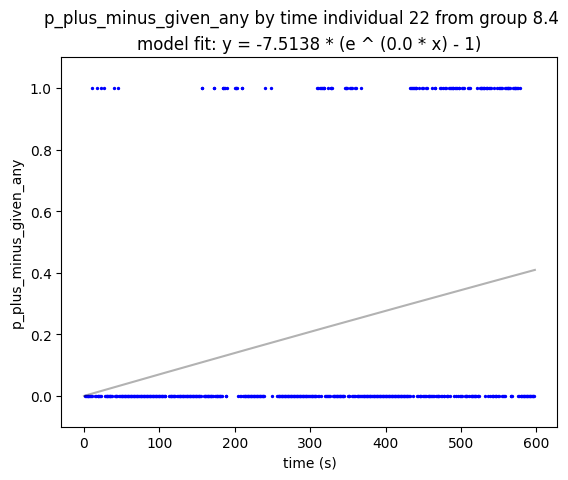 p_plus_minus_given_any by time individual 22 from group 8.4
model fit: y = -7.5138 * (e ^ (0.0 * x) - 1)
1.0
0.8
0.6
0.4
0.2
0.0
p_plus_minus_given_any
0 100 200 300 400 500 600
time (s)